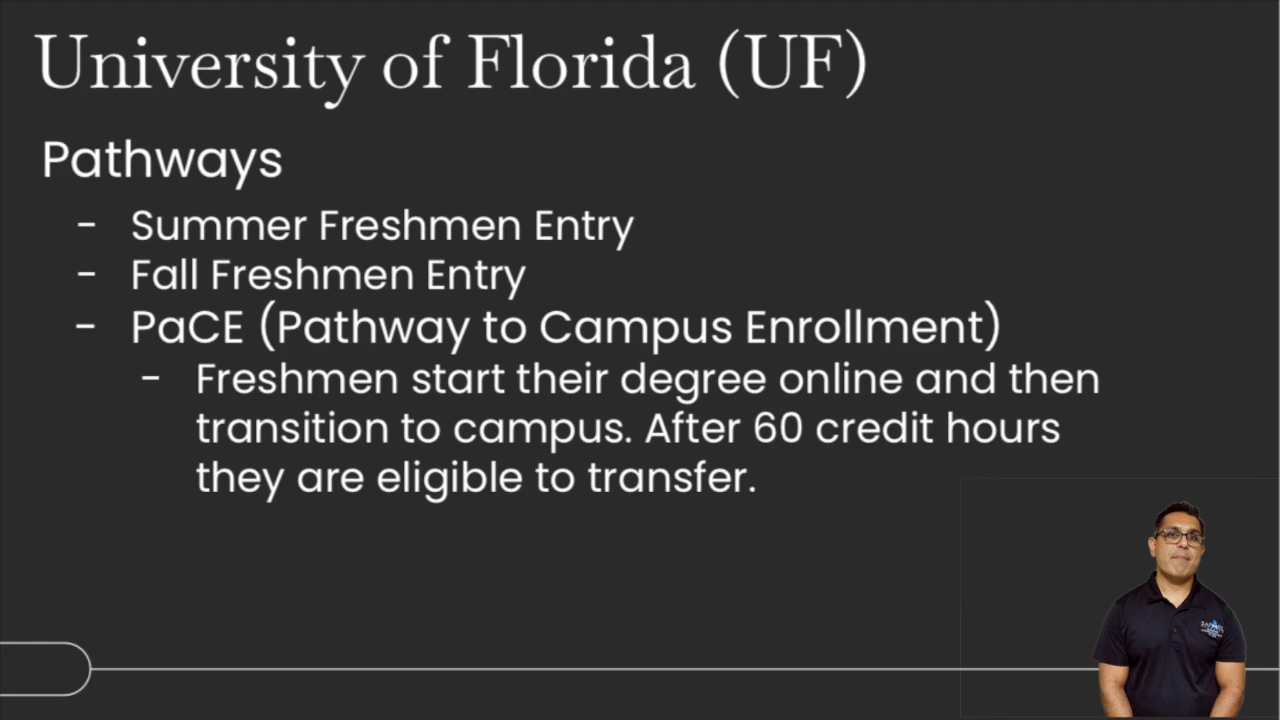 University of Florida (UF)
Pathways
- Summer Freshmen Entry
- Fall Freshmen Entry
- PaCE (Pathway to Campus Enrollment)
- Freshmen start their degree online and then
transition to campus. After 60 credit hours
they are eligible to transfer.